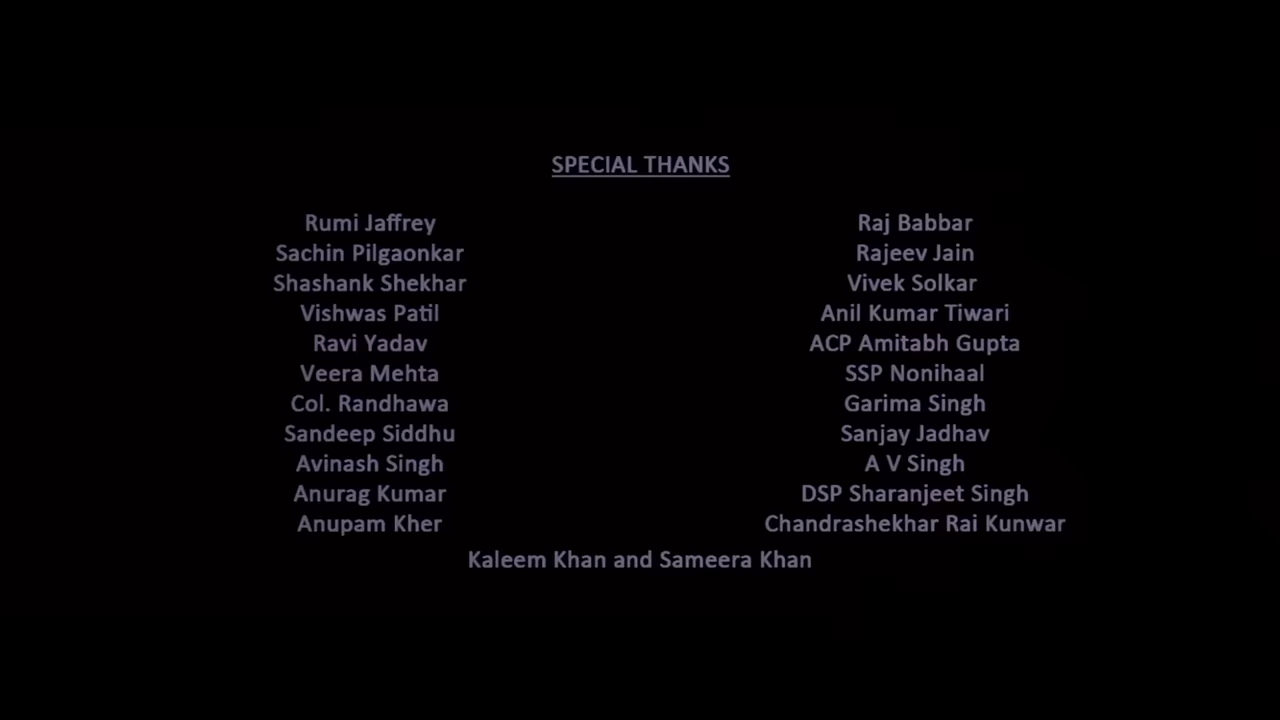 SPECIAL THANKS
Rumi Jaffrey
Sachin Pilgaonkar
Shashank Shekhar
Vishwas Patil
Ravi Yadav
Veera Mehta
Col. Randhawa
Sandeep Siddhu
Avinash Singh
Anurag Kumar
Anupam Kher
Raj Babbar
Rajeev Jain
Vivek Solkar
Anil Kumar Tiwari
ACP Amitabh Gupta
SSP Nonihaal
Garima Singh
Sanjay Jadhav
A V Singh
DSP Sharanjeet Singh
Chandrashekhar Rai Kunwar
Kaleem Khan and Sameera Khan